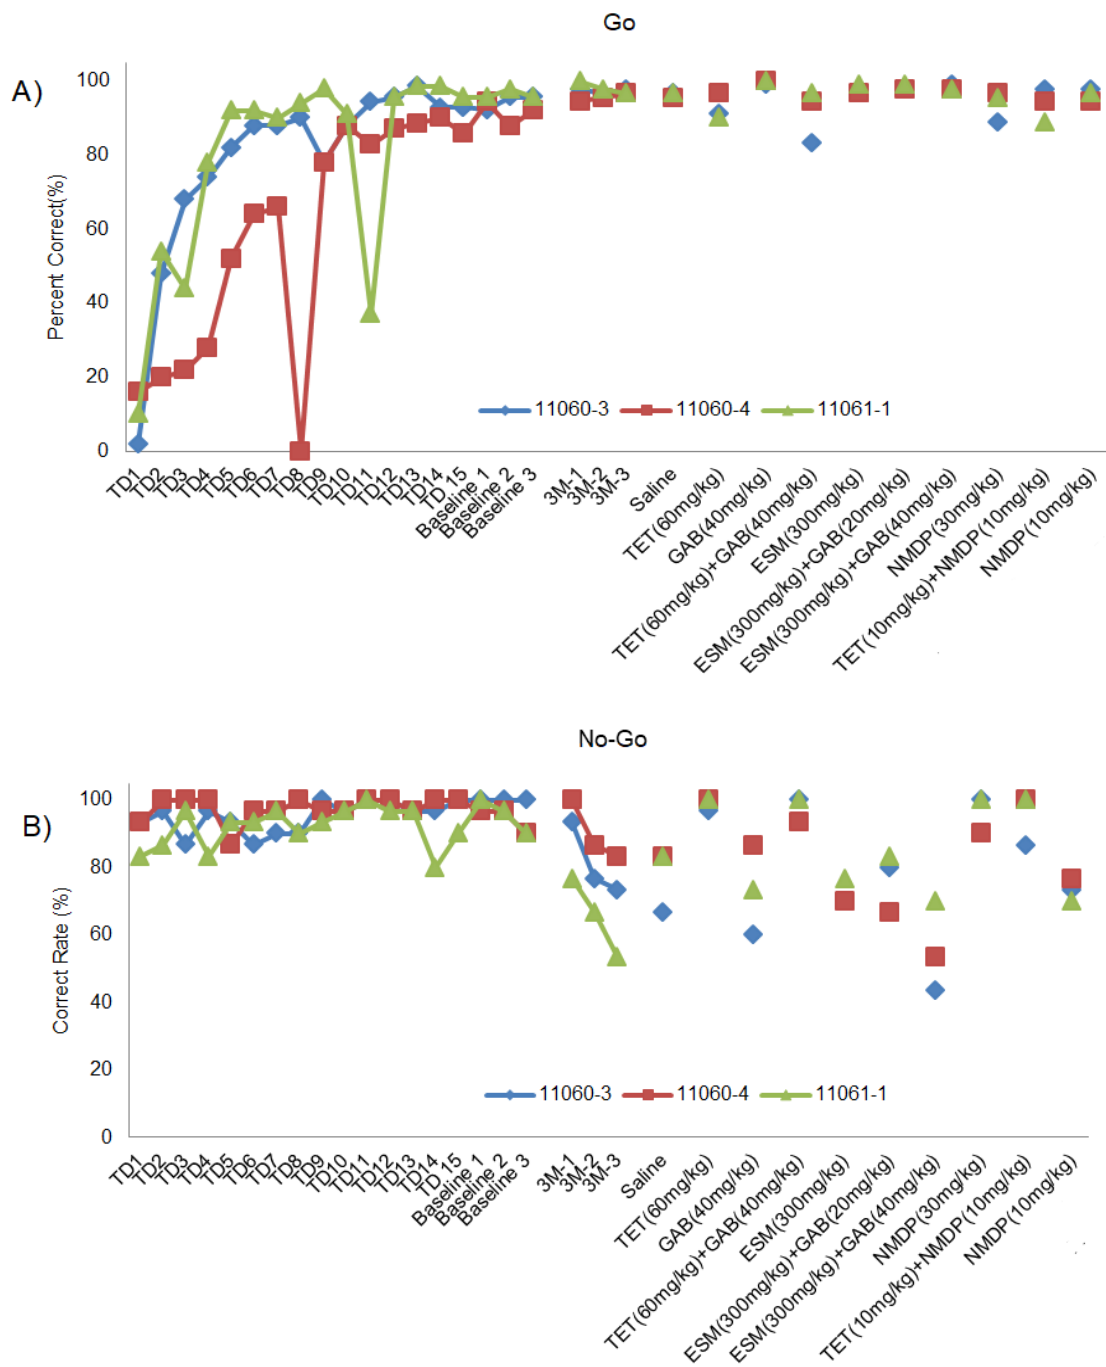 Go
A)
Percent Correct(%)
100
80
60
40
20
0
11060-3 11060-4 11061-1
TD1
TD2
TD3
TD4
TD5
TD6
TD7
TD8
TD9
TD10
TD11
TD12
TD13
TD14
TD 15
Baseline 1
Baseline 2
Baseline 3
3M-1
3M-2
3M-3
Saline
TET(60mg/kg)
GAB(40mg/kg)
TET(60mg/kg)+GAB(40mg/kg)
ESM(300mg/kg)
ESM(300mg/kg)+GAB(20mg/kg)
ESM(300mg/kg)+GAB(40mg/kg)
NMDP(30mg/kg)
TET(10mg/kg)+NMDP(10mg/kg)
NMDP(10mg/kg)
No-Go
B)
Correct Rate (%)
100
80
60
40
20
0
11060-3 11060-4 11061-1
TD1
TD2
TD3
TD4
TD5
TD6
TD7
TD8
TD9
TD10
TD11
TD12
TD13
TD14
TD 15
Baseline 1
Baseline 2
Baseline 3
3M-1
3M-2
3M-3
Saline
TET(60mg/kg)
GAB(40mg/kg)
TET(60mg/kg)+GAB(40mg/kg)
ESM(300mg/kg)
ESM(300mg/kg)+GAB(20mg/kg)
ESM(300mg/kg)+GAB(40mg/kg)
NMDP(30mg/kg)
TET(10mg/kg)+NMDP(10mg/kg)
NMDP(10mg/kg)